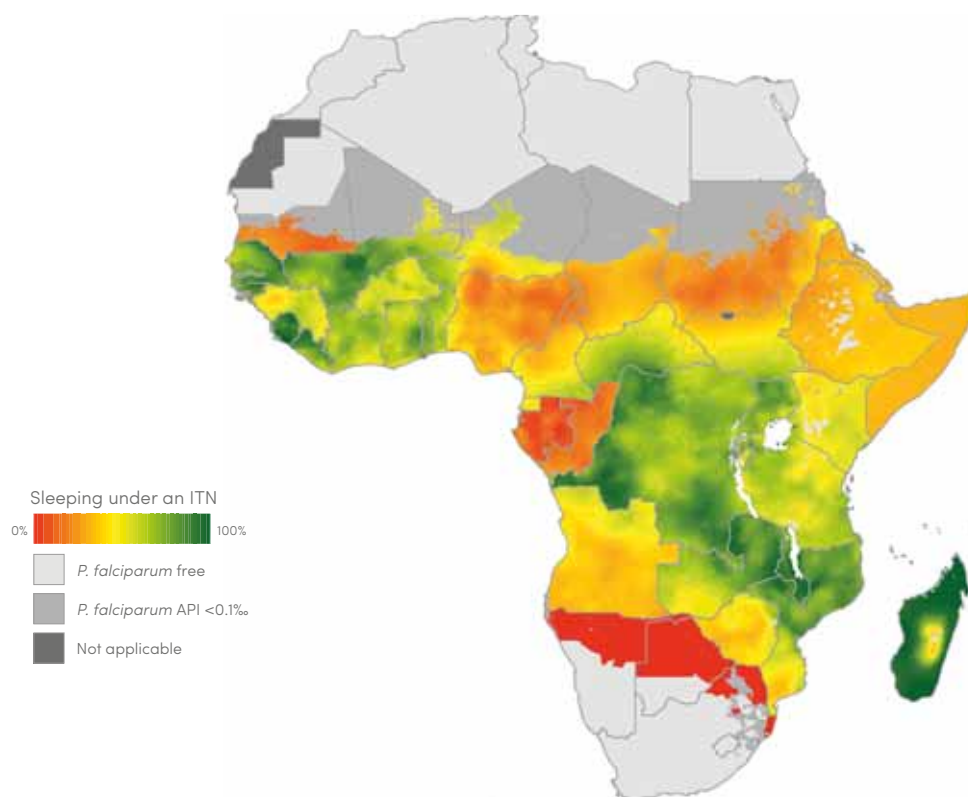 Sleeping under an ITN
0% 100%
P. falciparum free
P. falciparum API <0.1‰
Not applicable